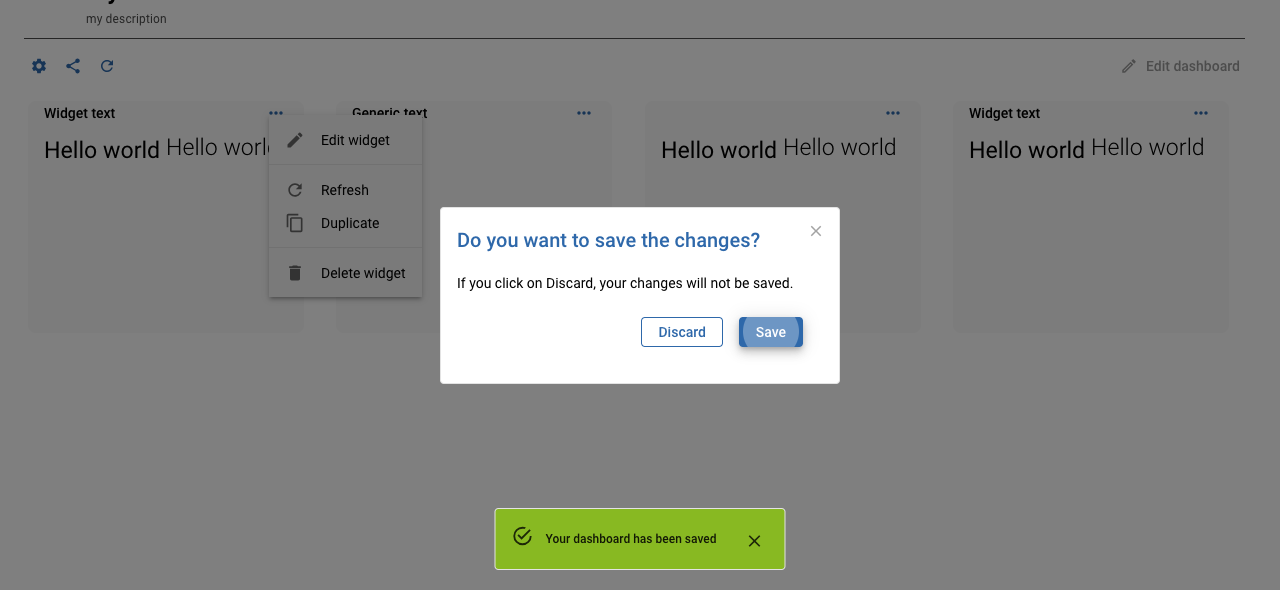 my description
Edit dashboard
Widget text
Generic text
Widget text
Hello world Hello world
Hello world Hello world
Hello world Hello world
Edit widget
Refresh
Duplicate
Delete widget
Do you want to save the changes?
If you click on Discard, your changes will not be saved.
Discard
Save
Your dashboard has been saved